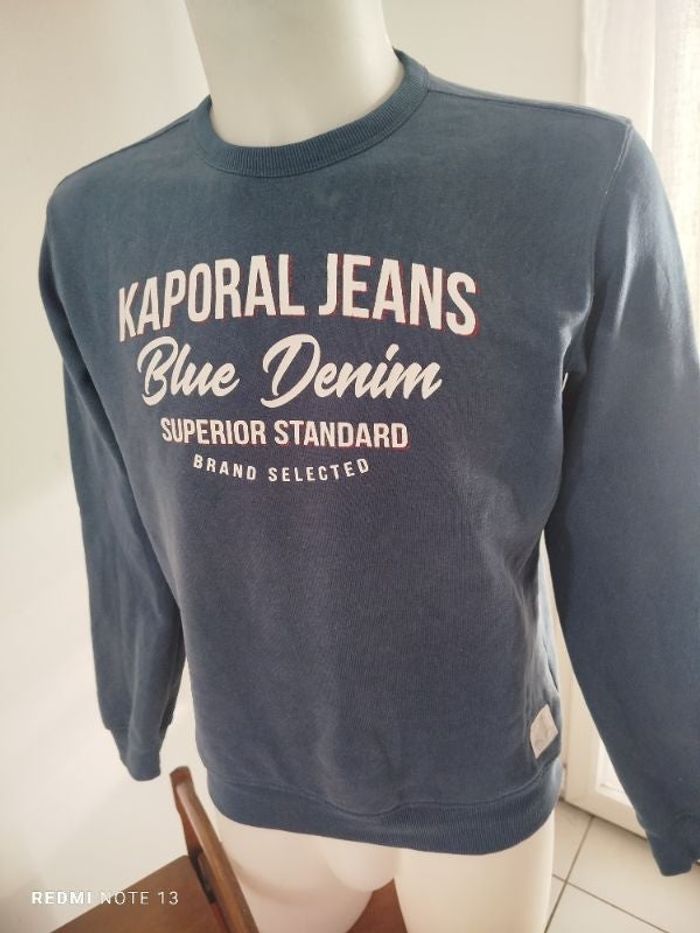 KAPORAL JEANS
Blue Denim
SUPERIOR STANDARD
BRAND SELECTED
REDMI NOTE 13